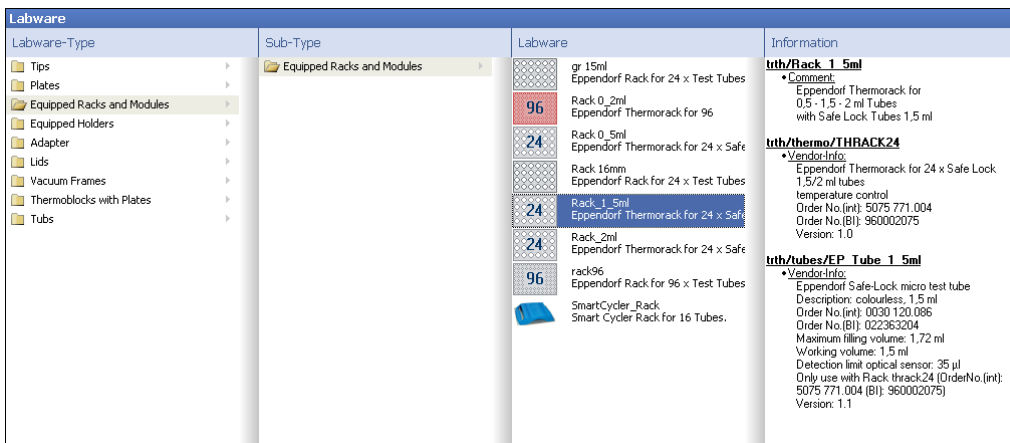 Labware
Labware-Type
Tips
Plates
Equipped Racks and Modules
Equipped Holders
Adapter
Lids
Vacuum Frames
Thermoblocks with Plates
Tubs
Sub-Type
Equipped Racks and Modules
Labware
gr 15ml
Eppendorf Rack for 24 x Test Tubes
96
Rack 0_2ml
Eppendorf Thermorack for 96
24
Rack 0_5ml
Eppendorf Thermorack for 24 x Safe
Rack 16mm
Eppendorf Rack for 24 x Test Tubes
24
Rack_1_5ml
Eppendorf Thermorack for 24 x Safe
24
Rack_2ml
Eppendorf Thermorack for 24 x Safe
96
rack96
Eppendorf Rack for 96 x Test Tubes
SmartCycler_Rack
Smart Cycler Rack for 16 Tubes.
Information
trth/Rack_1_5ml
•Comment:
Eppendorf Thermorack for
0,5 - 1,5 - 2 ml Tubes
with Safe Lock Tubes 1,5 ml
trth/thermo/THRACK24
•Vendor-Info:
Eppendorf Thermorack for 24 x Safe Lock
1,5/2 ml tubes
temperature control
Order No.(int): 5075 771.004
Order No.(BI): 960002075
Version: 1.0
trth/tubes/EP_Tube_1_5ml
•Vendor-Info:
Eppendorf Safe-Lock micro test tube
Description: colourless, 1,5 ml
Order No.(int): 0030 120.086
Order No.(BI): 022363204
Maximum filling volume: 1,72 ml
Working volume: 1,5 ml
Detection limit optical sensor: 35 µl
Only use with Rack thrack24 (OrderNo.(int):
5075 771.004 (BI): 960002075)
Version: 1.1